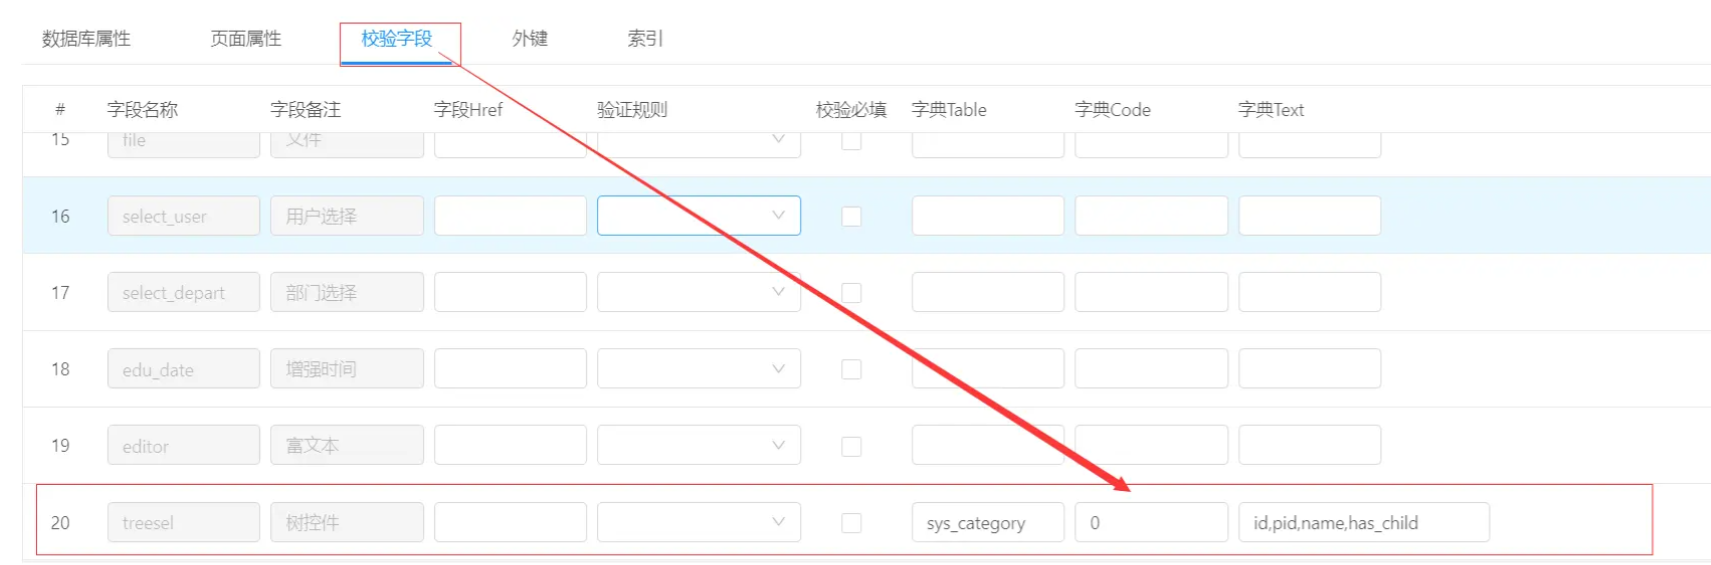 数据库属性 页面属性 校验字段 外键 索引
# 字段名称 字段备注 字段Href 验证规则 校验必填 字典Table 字典Code 字典Text
15 file 文件
16 select_user 用户选择
17 select_depart 部门选择
18 edu_date 增强时间
19 editor 富文本
20 treesel 树控件 sys_category 0 id,pid,name,has_child